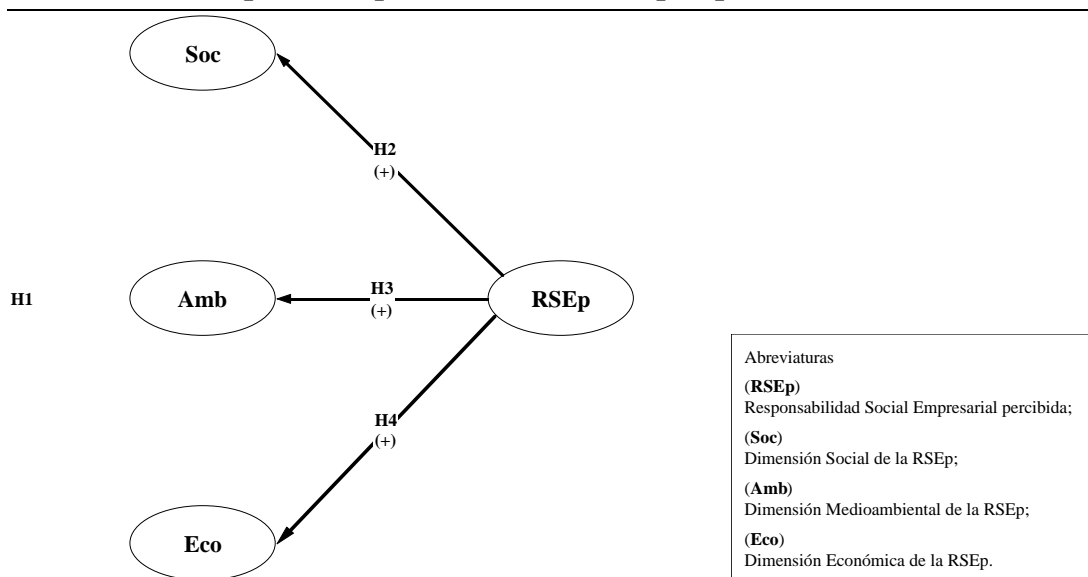 Soc
H2
(+)
H1
Amb
H3
(+)
RSEp
H4
(+)
Eco
Abreviaturas
(RSEp)
Responsabilidad Social Empresarial percibida;
(Soc)
Dimensión Social de la RSEp;
(Amb)
Dimensión Medioambiental de la RSEp;
(Eco)
Dimensión Económica de la RSEp.